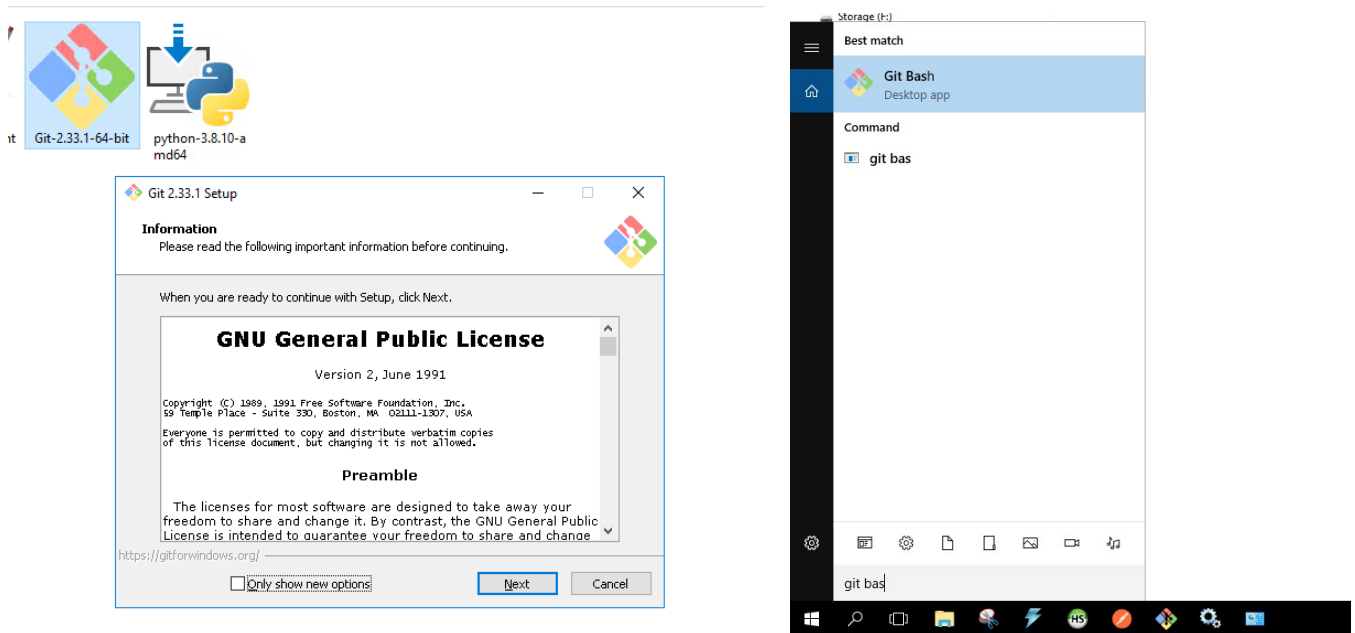 Git-2.33.1-64-bit
python-3.8.10-a
md64
Git 2.33.1 Setup
Information
Please read the following important information before continuing.
When you are ready to continue with Setup, click Next.
GNU General Public License
Version 2, June 1991
Copyright (C) 1989, 1991 Free Software Foundation, Inc.
59 Temple Place - Suite 330, Boston, MA 02111-1307, USA
Everyone is permitted to copy and distribute verbatim copies
of this license document, but changing it is not allowed.
Preamble
The licenses for most software are designed to take away your
freedom to share and change it. By contrast, the GNU General Public
License is intended to guarantee your freedom to share and change
https://gitforwindows.org/
Only show new options
Next
Cancel
Storage (F:)
Best match
Git Bash
Desktop app
Command
git bas
git bas
HS